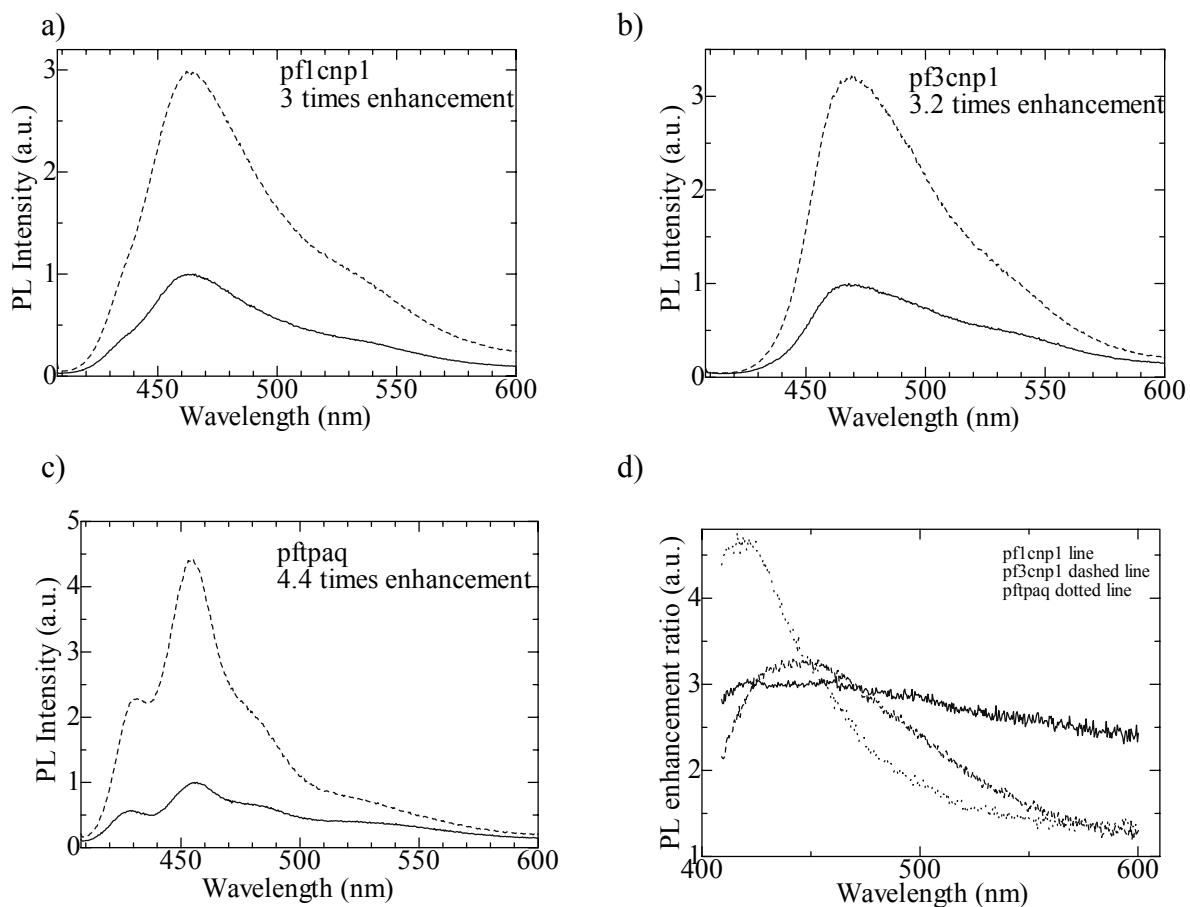 a)
pf1cnp1
3 times enhancement
PL Intensity (a.u.)
3
2
1
0
450
500
550
600
Wavelength (nm)
b)
pf3cnp1
3.2 times enhancement
PL Intensity (a.u.)
3
2
1
0
450
500
550
600
Wavelength (nm)
c)
pftpaq
4.4 times enhancement
PL Intensity (a.u.)
5
4
3
2
1
0
450
500
550
600
Wavelength (nm)
d)
pf1cnp1 line
pf3cnp1 dashed line
pftpaq dotted line
PL enhancement ratio (a.u.)
4
3
2
1
400
500
600
Wavelength (nm)